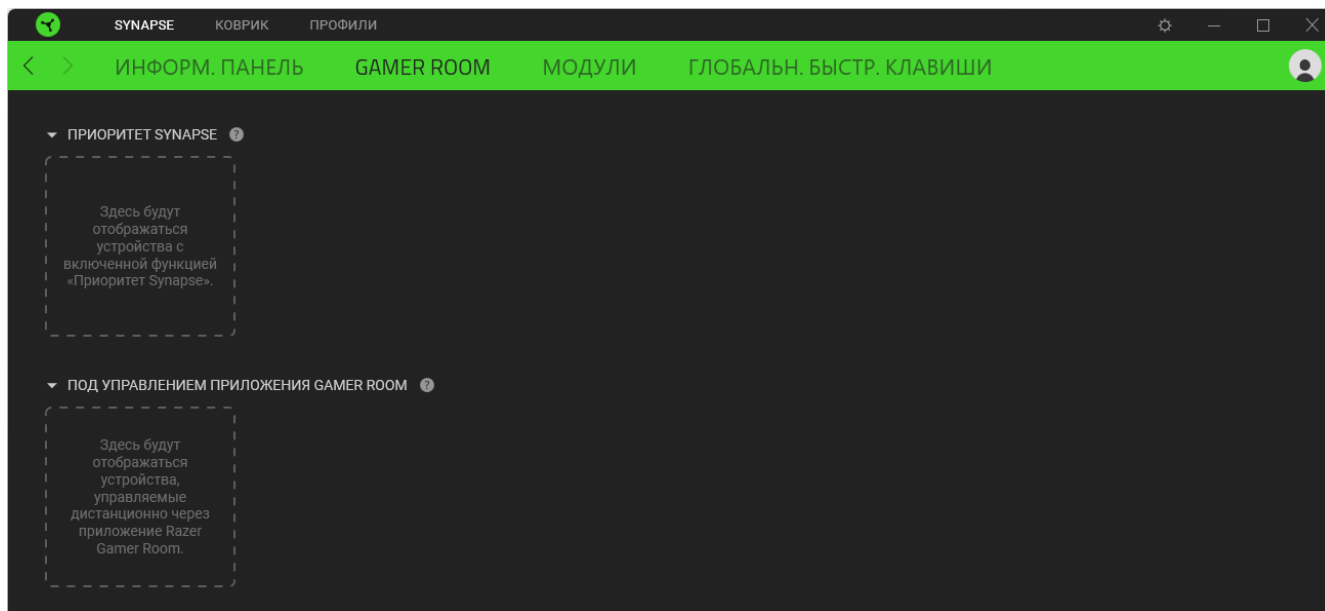 SYNAPSE КОВРИК ПРОФИЛИ
ИНФОРМ. ПАНЕЛЬ GAMER ROOM МОДУЛИ ГЛОБАЛЬН. БЫСТР. КЛАВИШИ
ПРИОРИТЕТ SYNAPSE ?
Здесь будут
отображаться
устройства с
включенной функцией
«Приоритет Synapse».
ПОД УПРАВЛЕНИЕМ ПРИЛОЖЕНИЯ GAMER ROOM ?
Здесь будут
отображаться
устройства,
управляемые
дистанционно через
приложение Razer
Gamer Room.